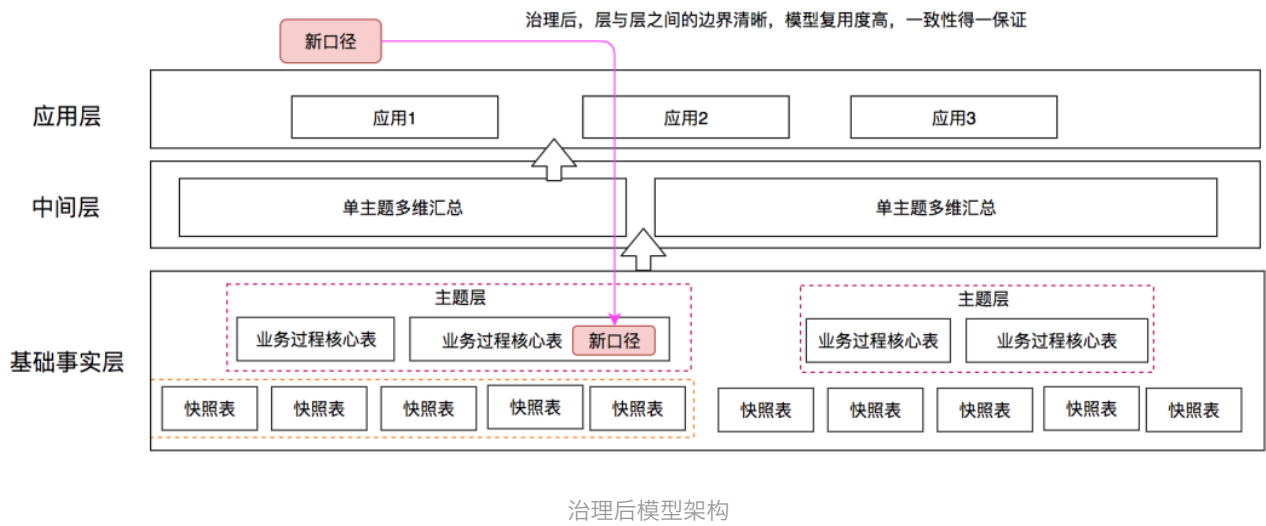 治理后，层与层之间的边界清晰，模型复用度高，一致性得一保证
新口径
应用层
应用1
应用2
应用3
中间层
单主题多维汇总
单主题多维汇总
基础事实层
主题层
业务过程核心表
业务过程核心表
新口径
快照表
快照表
快照表
快照表
快照表
主题层
业务过程核心表
业务过程核心表
快照表
快照表
快照表
快照表
快照表
治理后模型架构